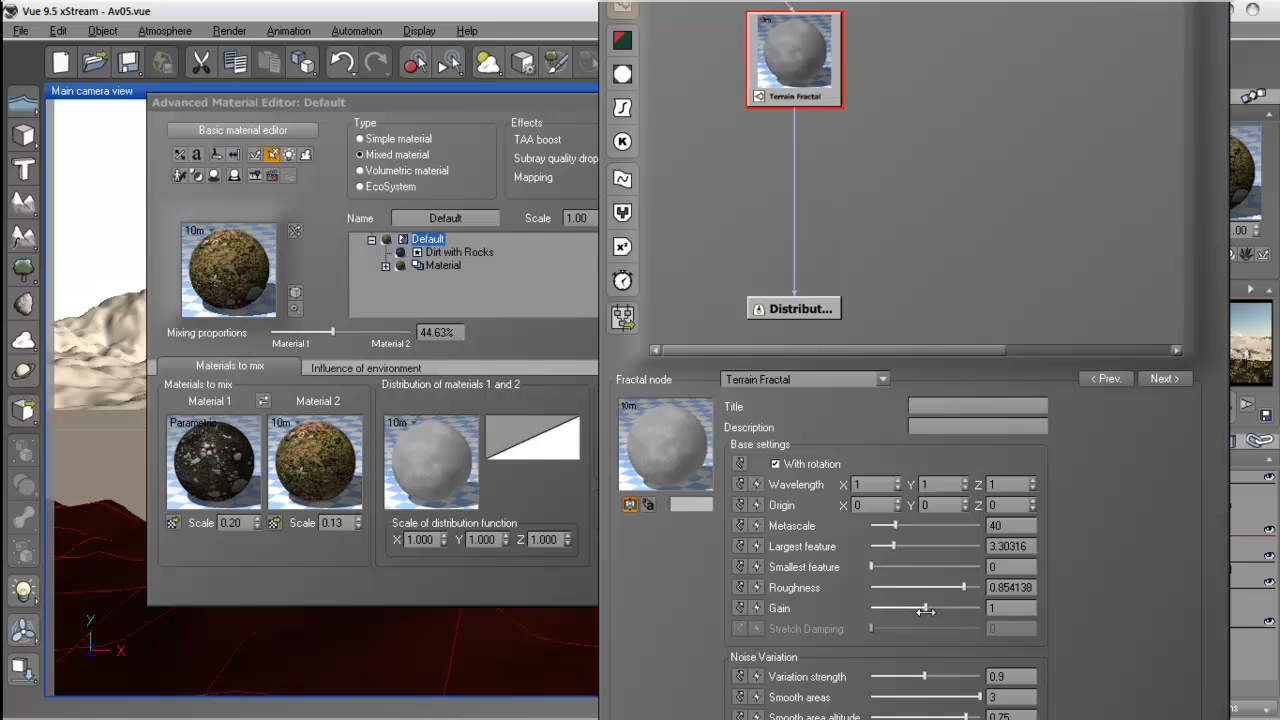 Vue 9.5 xStream - Av05.vue
File Edit Object Atmosphere Render Animation Automation Display Help
Main camera view
Advanced Material Editor: Default
Basic material editor
Type
Simple material
Mixed material
Volumetric material
EcoSystem
Effects
TAA boost
Subray quality drop
Mapping
Name Default Scale 1.00
10m
Default
Dirt with Rocks
Material
Mixing proportions 44.63%
Material 1 Material 2
Materials to mix Influence of environment
Materials to mix
Material 1 Material 2
Parametric 10m
Scale 0.20 Scale 0.13
Distribution of materials 1 and 2
10m
Scale of distribution function
X 1.000 Y 1.000 Z 1.000
Y
X
Terrain Fractal
Distribut...
Fractal node Terrain Fractal < Prev. Next >
10m
Title
Description
Base settings
With rotation
Wavelength X 1 Y 1 Z 1
Origin X 0 Y 0 Z 0
Metascale 40
Largest feature 3.30316
Smallest feature 0
Roughness 0.854138
Gain 1
Stretch Damping 0
Noise Variation
Variation strength 0.9
Smooth areas 3
Smooth area altitude 0.75
.00